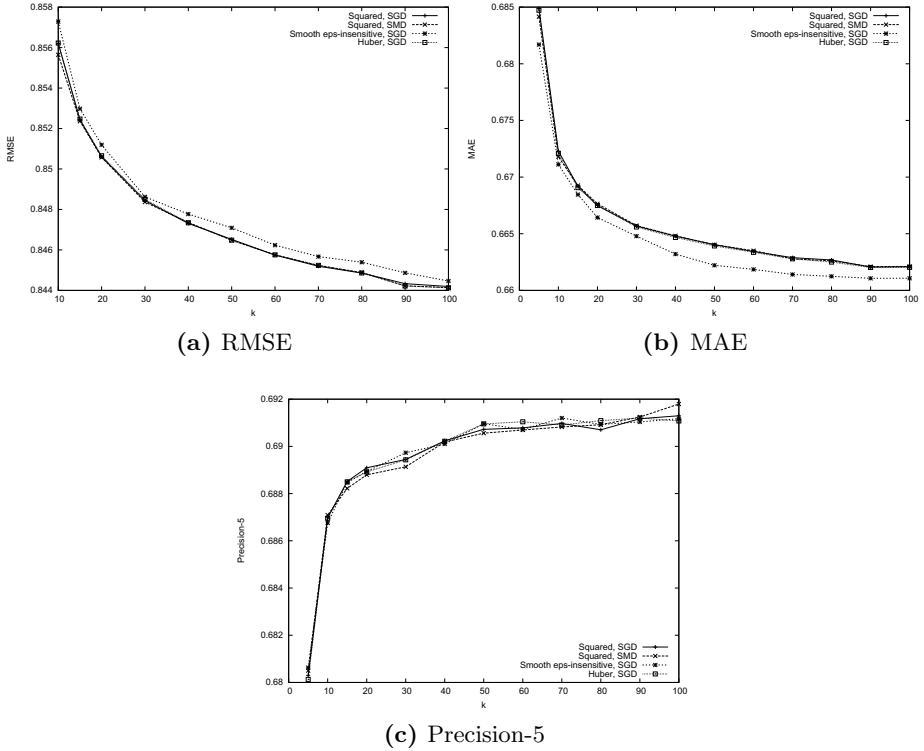 0.858
0.856
0.854
0.852
0.85
0.848
0.846
0.844
RMSE
10 20 30 40 50 60 70 80 90 100
k
Squared, SGD
Squared, SMD
Smooth eps-insensitive, SGD
Huber, SGD
(a) RMSE
0.685
0.68
0.675
0.67
0.665
0.66
MAE
0 10 20 30 40 50 60 70 80 90 100
k
Squared, SGD
Squared, SMD
Smooth eps-insensitive, SGD
Huber, SGD
(b) MAE
0.692
0.69
0.688
0.686
0.684
0.682
0.68
Precision-5
0 10 20 30 40 50 60 70 80 90 100
k
Squared, SGD
Squared, SMD
Smooth eps-insensitive, SGD
Huber, SGD
(c) Precision-5